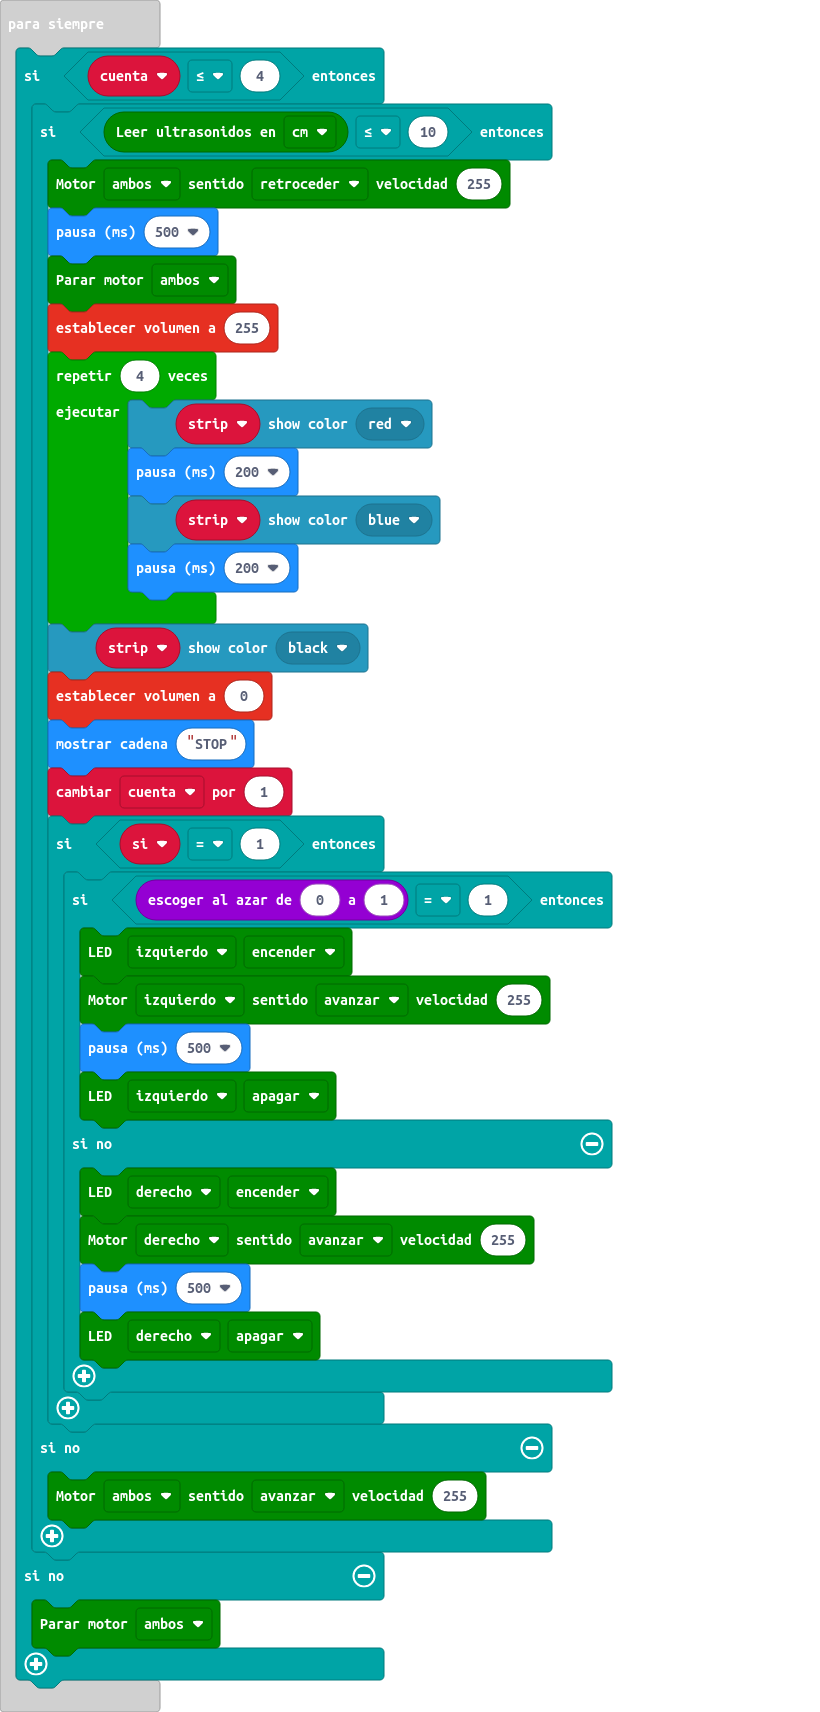 para siempre
si cuenta ≤ 4 entonces
si Leer ultrasonidos en cm ≤ 10 entonces
Motor ambos sentido retroceder velocidad 255
pausa (ms) 500
Parar motor ambos
establecer volumen a 255
repetir 4 veces
ejecutar strip show color red
pausa (ms) 200
strip show color blue
pausa (ms) 200
strip show color black
establecer volumen a 0
mostrar cadena "STOP"
cambiar cuenta por 1
si si = 1 entonces
si escoger al azar de 0 a 1 = 1 entonces
LED izquierdo encender
Motor izquierdo sentido avanzar velocidad 255
pausa (ms) 500
LED izquierdo apagar
si no
LED derecho encender
Motor derecho sentido avanzar velocidad 255
pausa (ms) 500
LED derecho apagar
si no
Motor ambos sentido avanzar velocidad 255
si no
Parar motor ambos